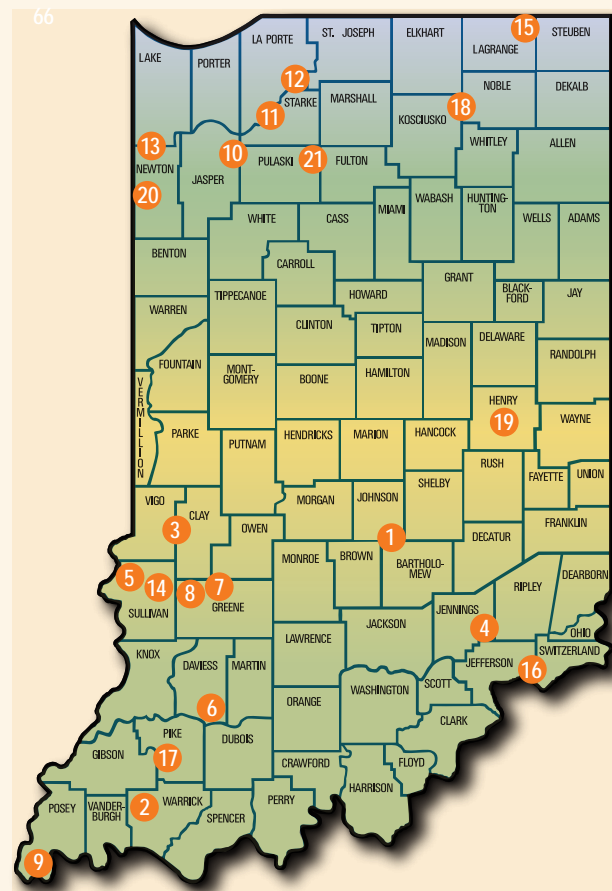 66
ST. JOSEPH
ELKHART
15
STEUBEN
LA PORTE
LAGRANGE
LAKE
PORTER
12
STARKE
NOBLE
DEKALB
MARSHALL
18
11
KOSCIUSKO
13
10
21
WHITLEY
ALLEN
NEWTON
PULASKI
FULTON
JASPER
20
MIAMI
WABASH
HUNTING-
TON
WHITE
CASS
WELLS
ADAMS
BENTON
CARROLL
GRANT
TIPPECANOE
HOWARD
BLACK-
FORD
JAY
WARREN
CLINTON
TIPTON
MADISON
DELAWARE
FOUNTAIN
MONT-
GOMERY
BOONE
HAMILTON
RANDOLPH
VERMILLION
HENRY
19
WAYNE
PARKE
PUTNAM
HENDRICKS
MARION
HANCOCK
RUSH
FAYETTE
UNION
SHELBY
VIGO
MORGAN
JOHNSON
CLAY
OWEN
FRANKLIN
3
1
DECATUR
MONROE
BROWN
BARTHOLO-
MEW
DEARBORN
5
14
8
7
RIPLEY
SULLIVAN
GREENE
JENNINGS
JACKSON
4
OHIO
LAWRENCE
SWITZERLAND
KNOX
DAVIESS
MARTIN
JEFFERSON
16
WASHINGTON
SCOTT
6
ORANGE
CLARK
PIKE
GIBSON
17
DUBOIS
CRAWFORD
FLOYD
HARRISON
POSEY
VANDER-
BURGH
2
WARRICK
PERRY
SPENCER
9